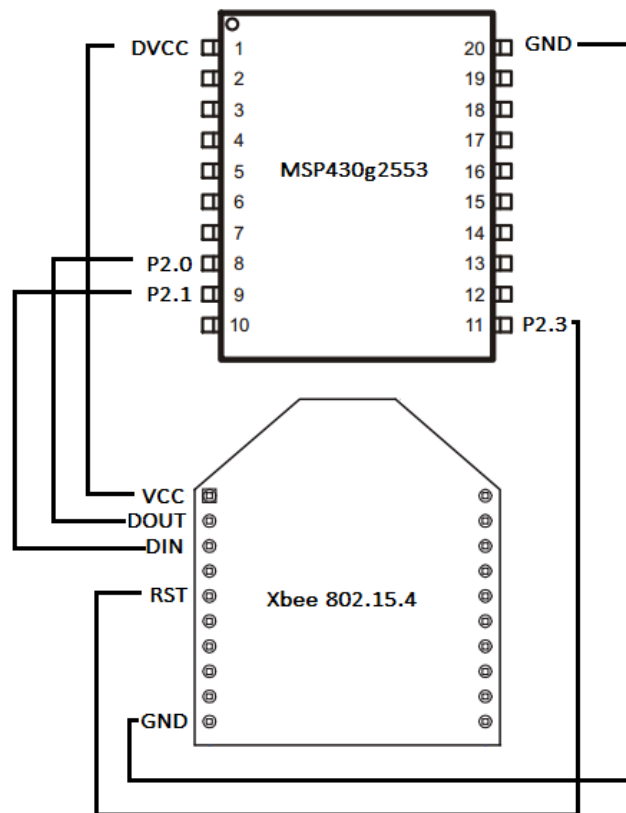 DVCC 1 20 GND
2 19
3 18
4 17
MSP430g2553
5 16
6 15
7 14
P2.0 8 13
P2.1 9 12
10 11 P2.3
VCC
DOUT
DIN
RST
Xbee 802.15.4
GND